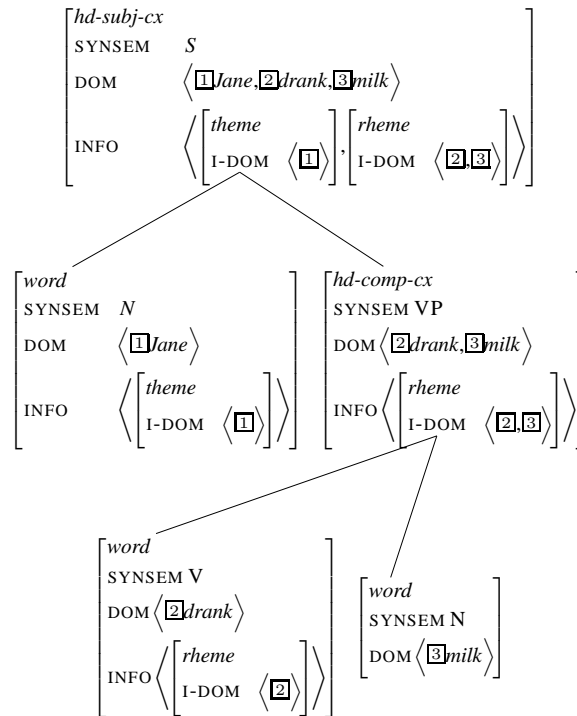 hd-subj-cx
SYNSEM S
DOM ⟨ 1 Jane, 2 drank, 3 milk ⟩
INFO ⟨ [ theme I-DOM ⟨ 1 ⟩ ], [ rheme I-DOM ⟨ 2, 3 ⟩ ] ⟩
word
SYNSEM N
DOM ⟨ 1 Jane ⟩
INFO ⟨ [ theme I-DOM ⟨ 1 ⟩ ] ⟩
hd-comp-cx
SYNSEM VP
DOM ⟨ 2 drank, 3 milk ⟩
INFO ⟨ [ rheme I-DOM ⟨ 2, 3 ⟩ ] ⟩
word
SYNSEM V
DOM ⟨ 2 drank ⟩
INFO ⟨ [ rheme I-DOM ⟨ 2 ⟩ ] ⟩
word
SYNSEM N
DOM ⟨ 3 milk ⟩